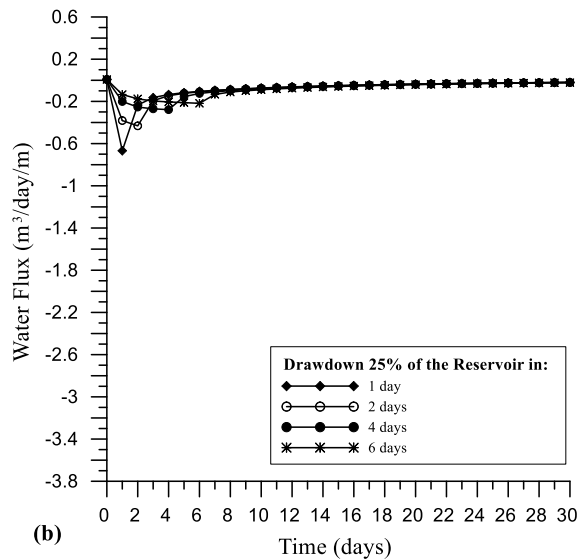 0.6
0.2
-0.2
-0.6
-1
-1.4
-1.8
-2.2
-2.6
-3
-3.4
-3.8
Water Flux (m³/day/m)
Drawdown 25% of the Reservoir in:
1 day
2 days
4 days
6 days
0 2 4 6 8 10 12 14 16 18 20 22 24 26 28 30
(b)
Time (days)